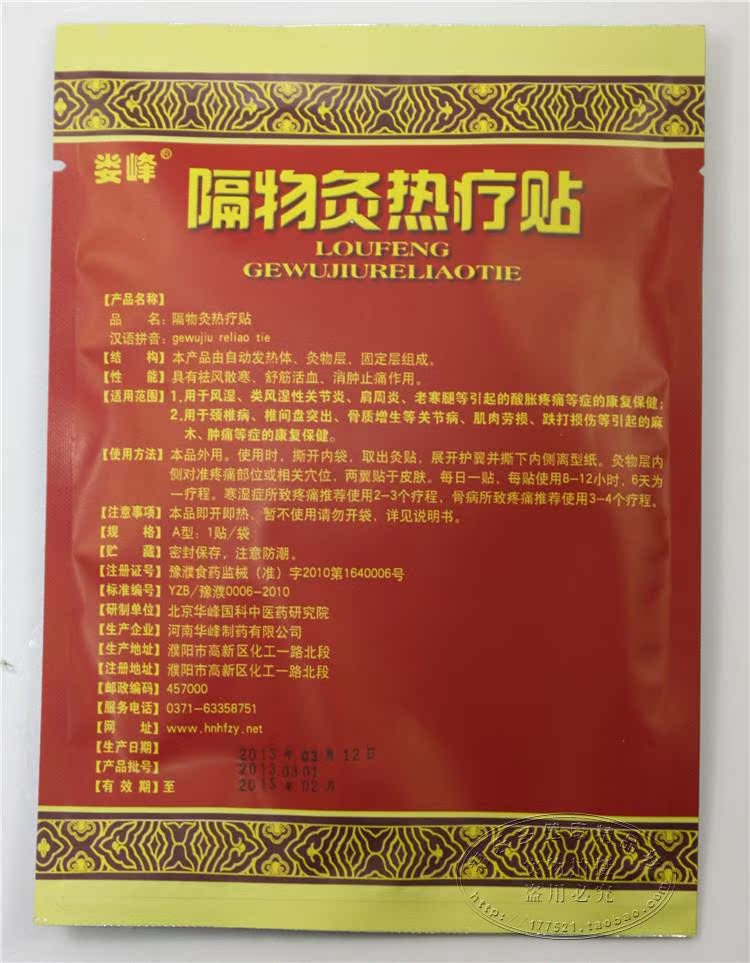 娄峰®
隔物灸热疗贴
LOUFENG
GEWUJIURELIAOTIE
【产品名称】
品 名：隔物灸热疗贴
汉语拼音：gewujiu reliao tie
【结 构】本产品由自动发热体、灸物层、固定层组成。
【性 能】具有祛风散寒、舒筋活血、消肿止痛作用。
【适用范围】1.用于风湿、类风湿性关节炎、肩周炎、老寒腿等引起的酸胀疼痛等症的康复保健；
2.用于颈椎病、椎间盘突出、骨质增生等关节病、肌肉劳损、跌打损伤等引起的麻
木、肿痛等症的康复保健。
【使用方法】本品外用。使用时，撕开内袋，取出灸贴，展开护翼并撕下内侧离型纸。灸物层内
侧对准疼痛部位或相关穴位，两翼贴于皮肤。每日一贴，每贴使用8-12小时，6天为
一疗程。寒湿症所致疼痛推荐使用2-3个疗程，骨病所致疼痛推荐使用3-4个疗程。
【注意事项】本品即开即热，暂不使用请勿开袋，详见说明书。
【规 格】A型：1贴/袋
【贮 藏】密封保存，注意防潮。
【注册证号】豫濮食药监械（准）字2010第1640006号
【标准编号】YZB/豫濮0006-2010
【研制单位】北京华峰国科中医药研究院
【生产企业】河南华峰制药有限公司
【生产地址】濮阳市高新区化工一路北段
【注册地址】濮阳市高新区化工一路北段
【邮政编码】457000
【服务电话】0371-63358751
【网 址】www.hnhfzy.net
【生产日期】2013年03月12日
【产品批号】20130301
【有效期】至 2015年02月
盗用必究
http://177521.taobao.com